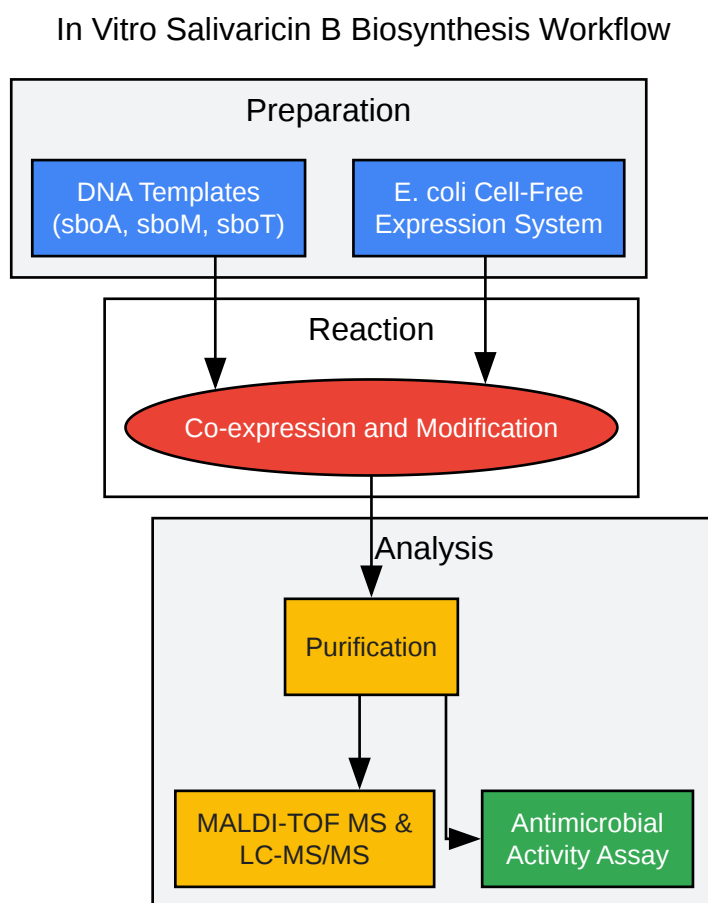 In Vitro Salivaricin B Biosynthesis Workflow
Preparation
DNA Templates
(sboA, sboM, sboT)
E. coli Cell-Free
Expression System
Reaction
Co-expression and Modification
Analysis
Purification
MALDI-TOF MS &
LC-MS/MS
Antimicrobial
Activity Assay